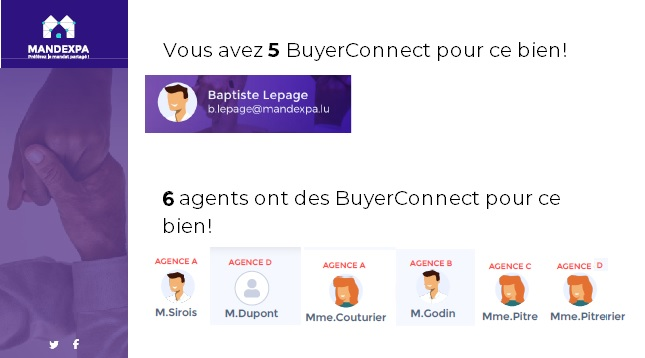 MANDEXPA
Préférez le mandat partagé !
Vous avez 5 BuyerConnect pour ce bien!
Baptiste Lepage
b.lepage@mandexpa.lu
6 agents ont des BuyerConnect pour ce
bien!
AGENCE A
M.Sirois
AGENCE D
M.Dupont
AGENCE A
Mme.Couturier
AGENCE B
M.Godin
AGENCE C
Mme.Pitre
AGENCE D